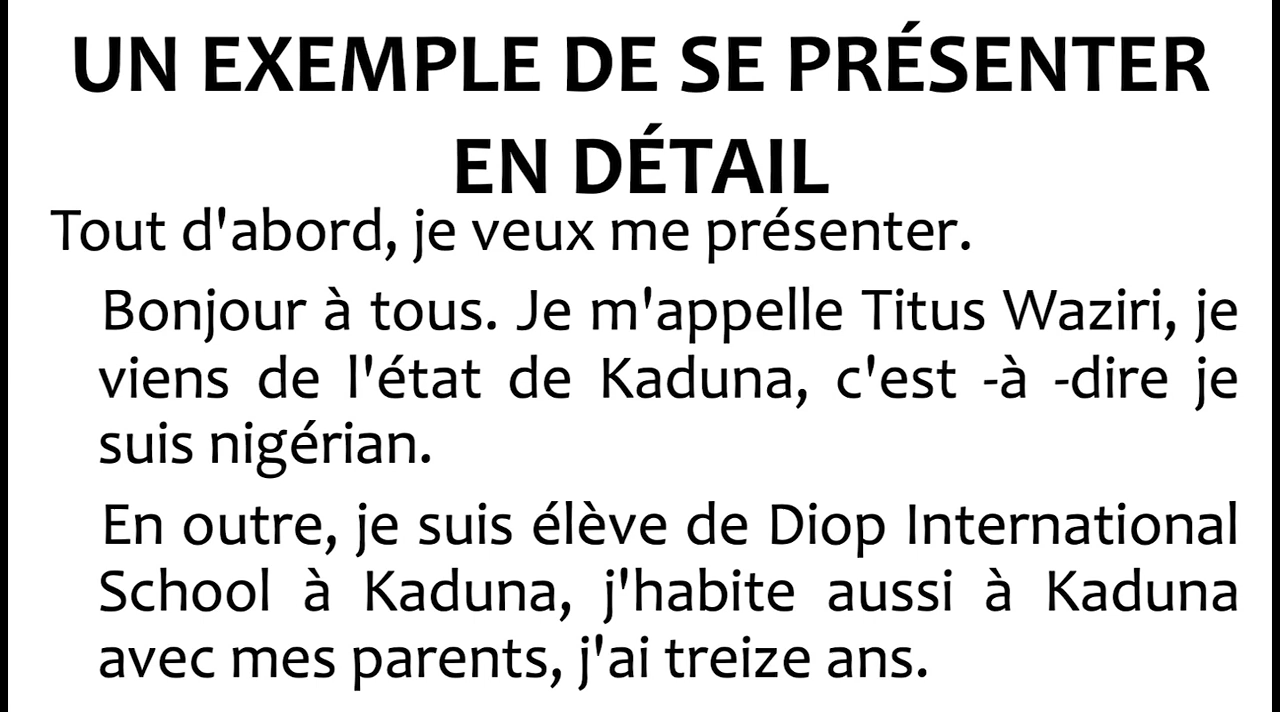 UN EXEMPLE DE SE PRÉSENTER
EN DÉTAIL
Tout d'abord, je veux me présenter.
Bonjour à tous. Je m'appelle Titus Waziri, je
viens de l'état de Kaduna, c'est -à -dire je
suis nigérian.
En outre, je suis élève de Diop International
School à Kaduna, j'habite aussi à Kaduna
avec mes parents, j'ai treize ans.